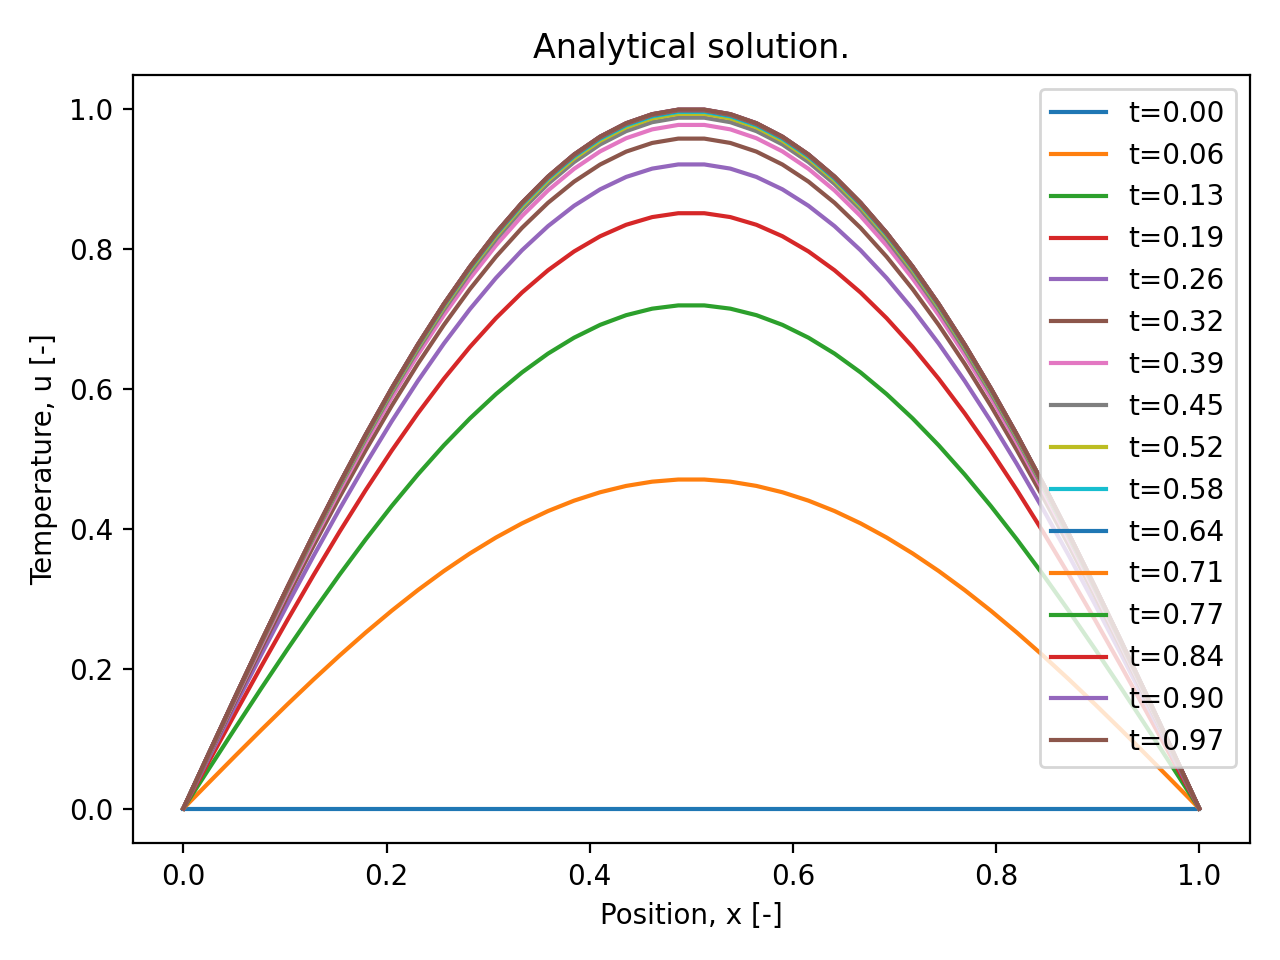 Analytical solution.
Temperature, u [-]
1.0
0.8
0.6
0.4
0.2
0.0
t=0.00
t=0.06
t=0.13
t=0.19
t=0.26
t=0.32
t=0.39
t=0.45
t=0.52
t=0.58
t=0.64
t=0.71
t=0.77
t=0.84
t=0.90
t=0.97
0.0 0.2 0.4 0.6 0.8 1.0
Position, x [-]